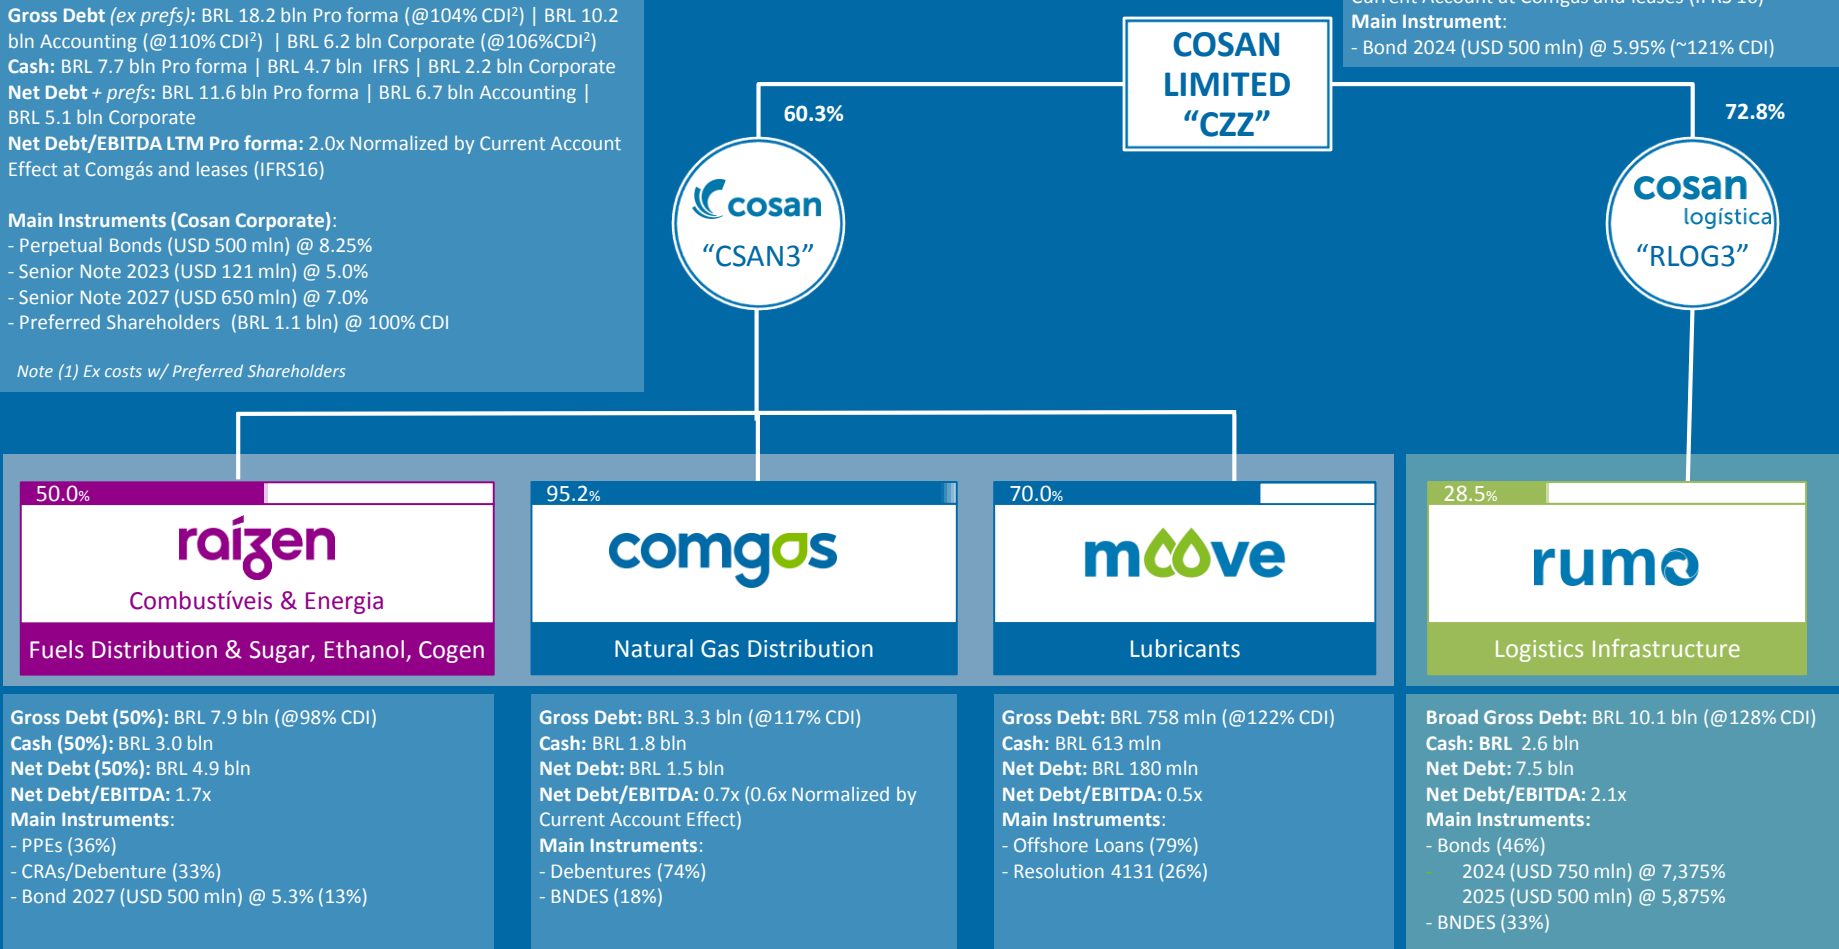 Gross Debt (ex prefs): BRL 18.2 bln Pro forma (@104% CDI²) | BRL 10.2
bln Accounting (@110% CDI²) | BRL 6.2 bln Corporate (@106%CDI²)
Cash: BRL 7.7 bln Pro forma | BRL 4.7 bln IFRS | BRL 2.2 bln Corporate
Net Debt + prefs: BRL 11.6 bln Pro forma | BRL 6.7 bln Accounting |
BRL 5.1 bln Corporate
Net Debt/EBITDA LTM Pro forma: 2.0x Normalized by Current Account
Effect at Comgás and leases (IFRS16)
Main Instruments (Cosan Corporate):
- Perpetual Bonds (USD 500 mln) @ 8.25%
- Senior Note 2023 (USD 121 mln) @ 5.0%
- Senior Note 2027 (USD 650 mln) @ 7.0%
- Preferred Shareholders (BRL 1.1 bln) @ 100% CDI
Note (1) Ex costs w/ Preferred Shareholders
COSAN
LIMITED
“CZZ”
Current Account at Comgás and leases (IFRS 16)
Main Instrument:
- Bond 2024 (USD 500 mln) @ 5.95% (~121% CDI)
60.3%
72.8%
cosan
“CSAN3”
cosan
logística
“RLOG3”
50.0%
raízen
Combustíveis & Energia
Fuels Distribution & Sugar, Ethanol, Cogen
95.2%
comgas
Natural Gas Distribution
70.0%
moove
Lubricants
28.5%
rumo
Logistics Infrastructure
Gross Debt (50%): BRL 7.9 bln (@98% CDI)
Cash (50%): BRL 3.0 bln
Net Debt (50%): BRL 4.9 bln
Net Debt/EBITDA: 1.7x
Main Instruments:
- PPEs (36%)
- CRAs/Debenture (33%)
- Bond 2027 (USD 500 mln) @ 5.3% (13%)
Gross Debt: BRL 3.3 bln (@117% CDI)
Cash: BRL 1.8 bln
Net Debt: BRL 1.5 bln
Net Debt/EBITDA: 0.7x (0.6x Normalized by
Current Account Effect)
Main Instruments:
- Debentures (74%)
- BNDES (18%)
Gross Debt: BRL 758 mln (@122% CDI)
Cash: BRL 613 mln
Net Debt: BRL 180 mln
Net Debt/EBITDA: 0.5x
Main Instruments:
- Offshore Loans (79%)
- Resolution 4131 (26%)
Broad Gross Debt: BRL 10.1 bln (@128% CDI)
Cash: BRL 2.6 bln
Net Debt: 7.5 bln
Net Debt/EBITDA: 2.1x
Main Instruments:
- Bonds (46%)
- 2024 (USD 750 mln) @ 7,375%
2025 (USD 500 mln) @ 5,875%
- BNDES (33%)